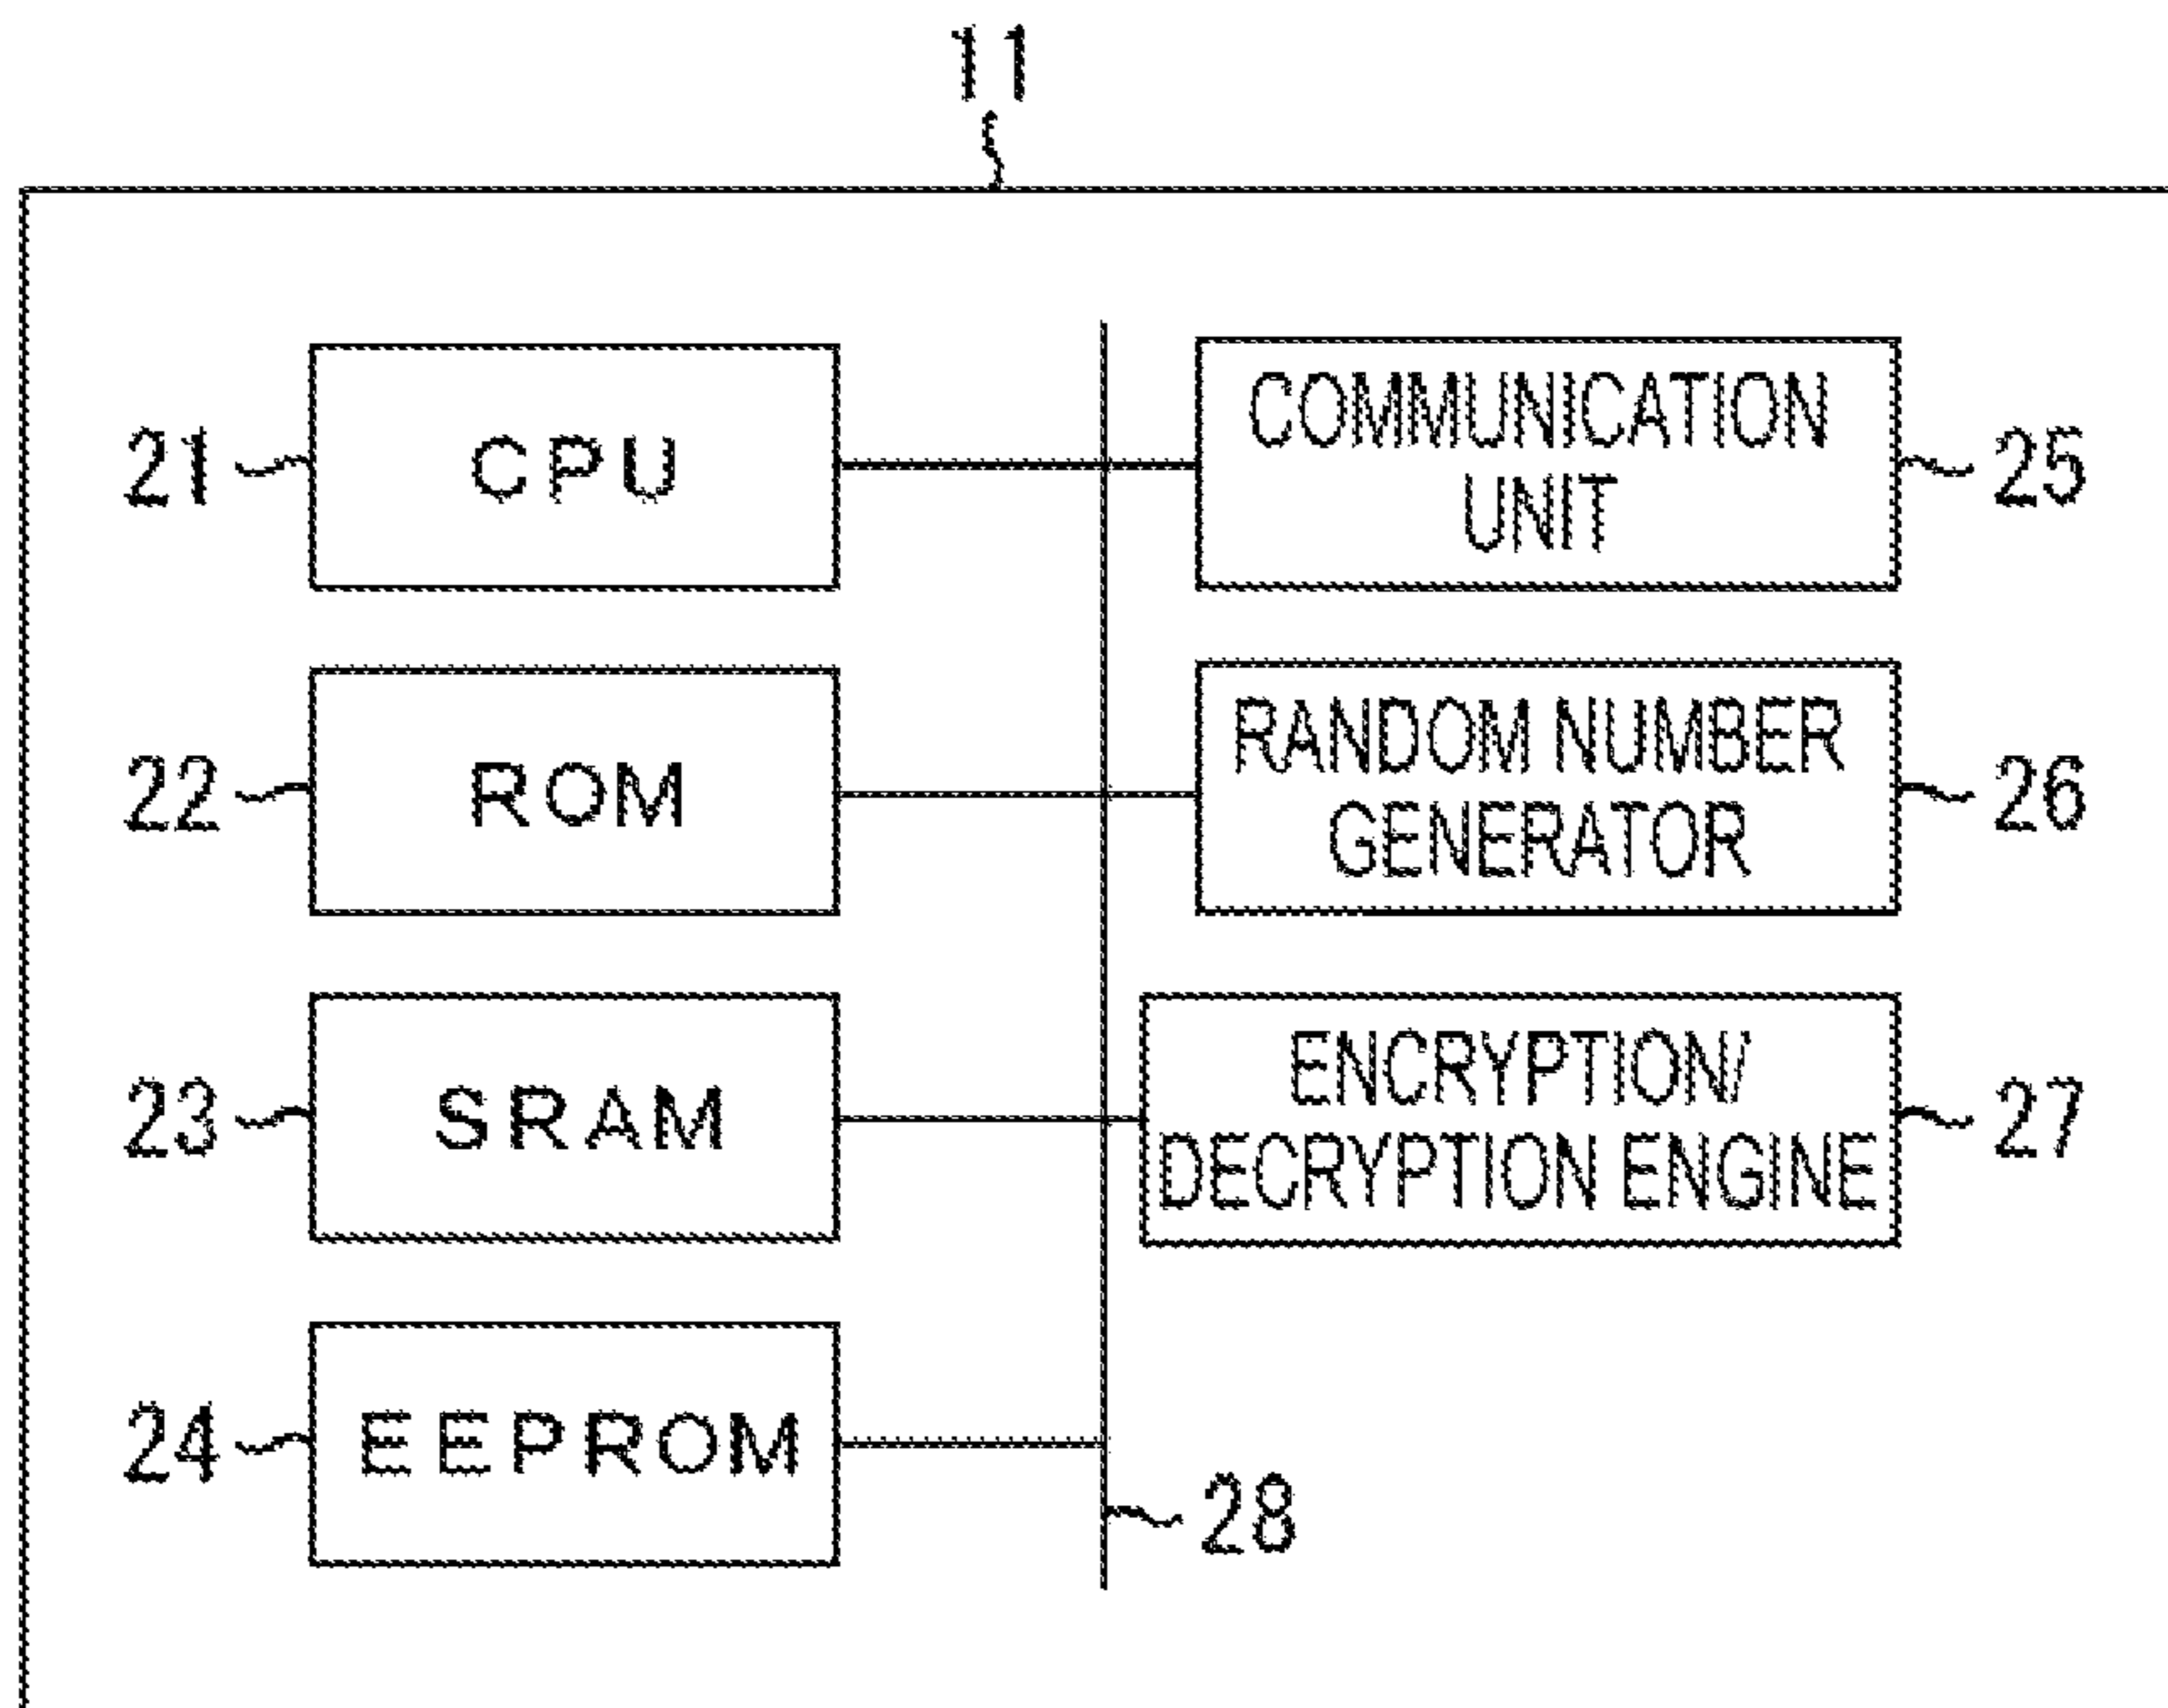 11
21
CPU
COMMUNICATION
UNIT
25
22
ROM
RANDOM NUMBER
GENERATOR
26
23
SRAM
ENCRYPTION/
DECRYPTION ENGINE
27
24
EEPROM
28